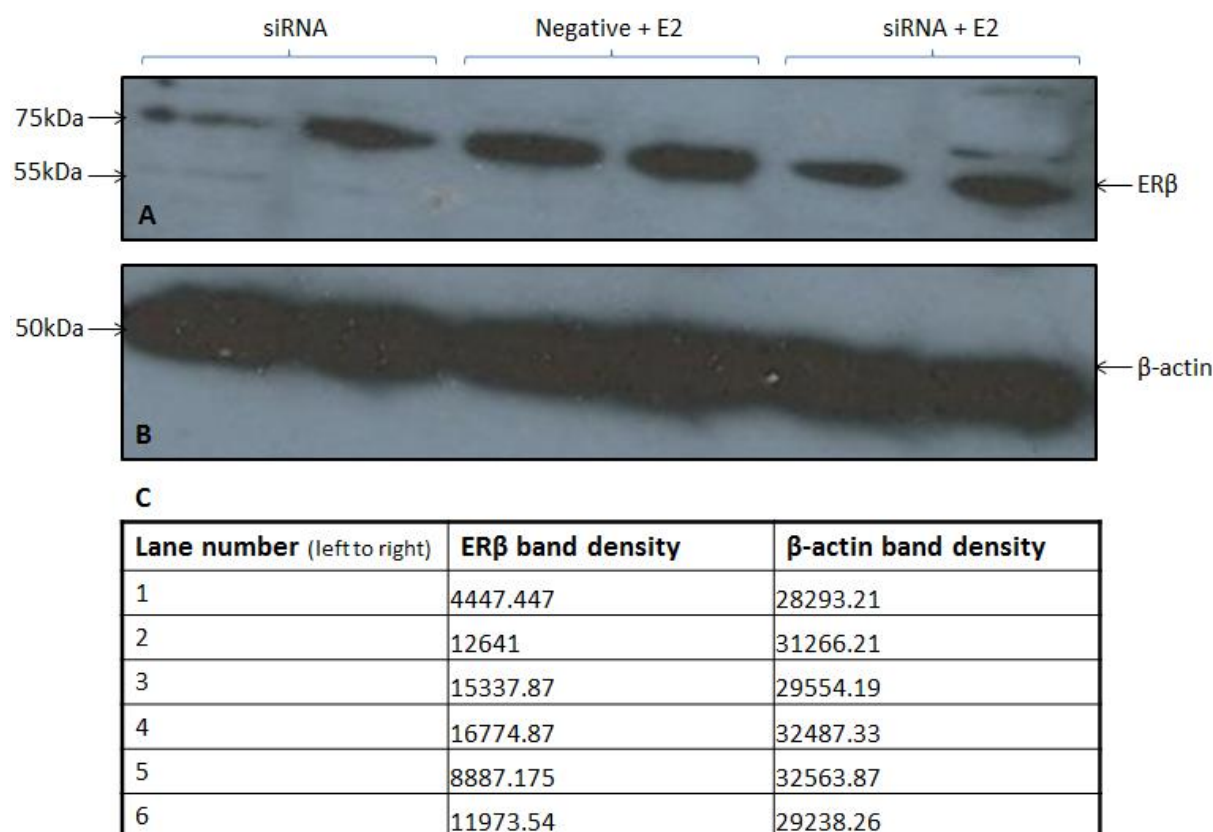 siRNA Negative + E2 siRNA + E2
75kDa
55kDa
ERβ
A
50kDa
β-actin
B
C
Lane number (left to right) ERβ band density β-actin band density
1 4447.447 28293.21
2 12641 31266.21
3 15337.87 29554.19
4 16774.87 32487.33
5 8887.175 32563.87
6 11973.54 29238.26